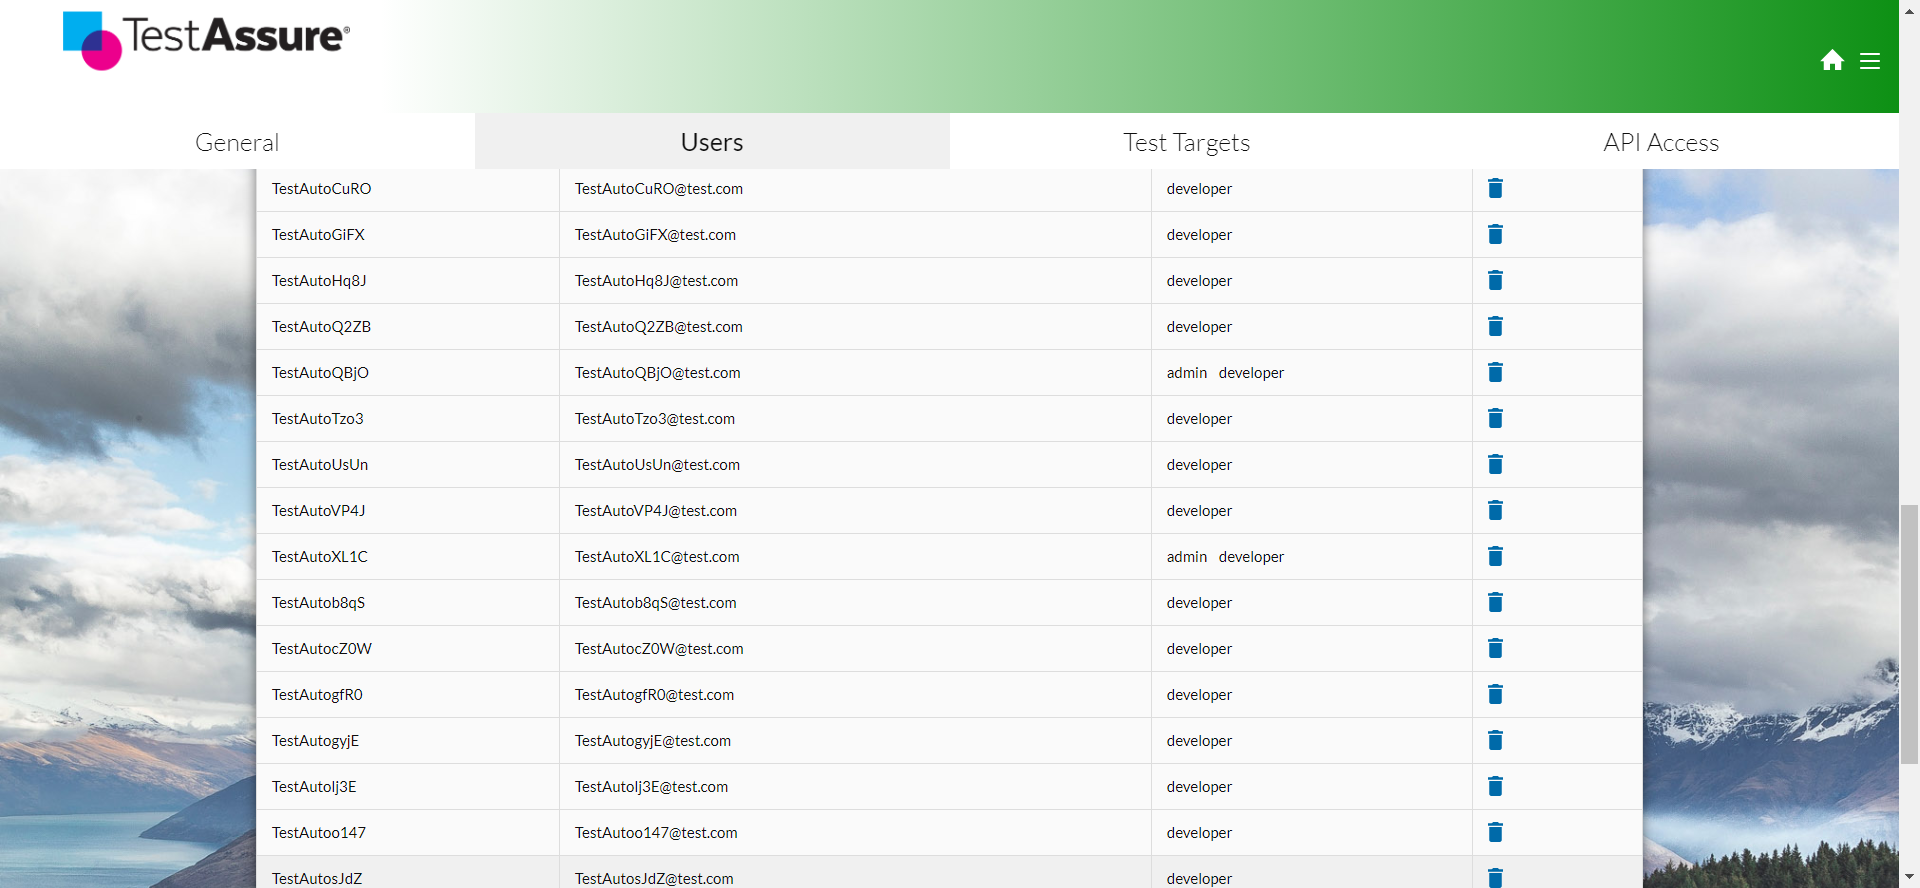 TestAssure®
General Users Test Targets API Access
TestAutoCuRO TestAutoCuRO@test.com developer
TestAutoGiFX TestAutoGiFX@test.com developer
TestAutoHq8J TestAutoHq8J@test.com developer
TestAutoQ2ZB TestAutoQ2ZB@test.com developer
TestAutoQBjO TestAutoQBjO@test.com admin developer
TestAutoTzo3 TestAutoTzo3@test.com developer
TestAutoUsUn TestAutoUsUn@test.com developer
TestAutoVP4J TestAutoVP4J@test.com developer
TestAutoXL1C TestAutoXL1C@test.com admin developer
TestAutob8qS TestAutob8qS@test.com developer
TestAutocZ0W TestAutocZ0W@test.com developer
TestAutogfR0 TestAutogfR0@test.com developer
TestAutogyjE TestAutogyjE@test.com developer
TestAutolj3E TestAutolj3E@test.com developer
TestAutoo147 TestAutoo147@test.com developer
TestAutosJdZ TestAutosJdZ@test.com developer